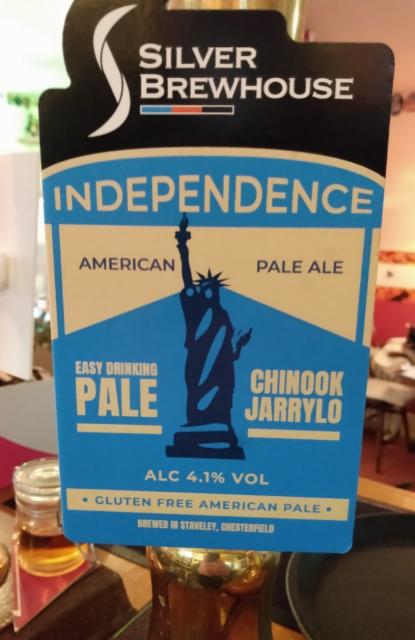 SILVER
BREWHOUSE
INDEPENDENCE
AMERICAN PALE ALE
EASY DRINKING
PALE
CHINOOK
JARRYLO
ALC 4.1% VOL
• GLUTEN FREE AMERICAN PALE •
BREWED IN STAVELEY, CHESTERFIELD